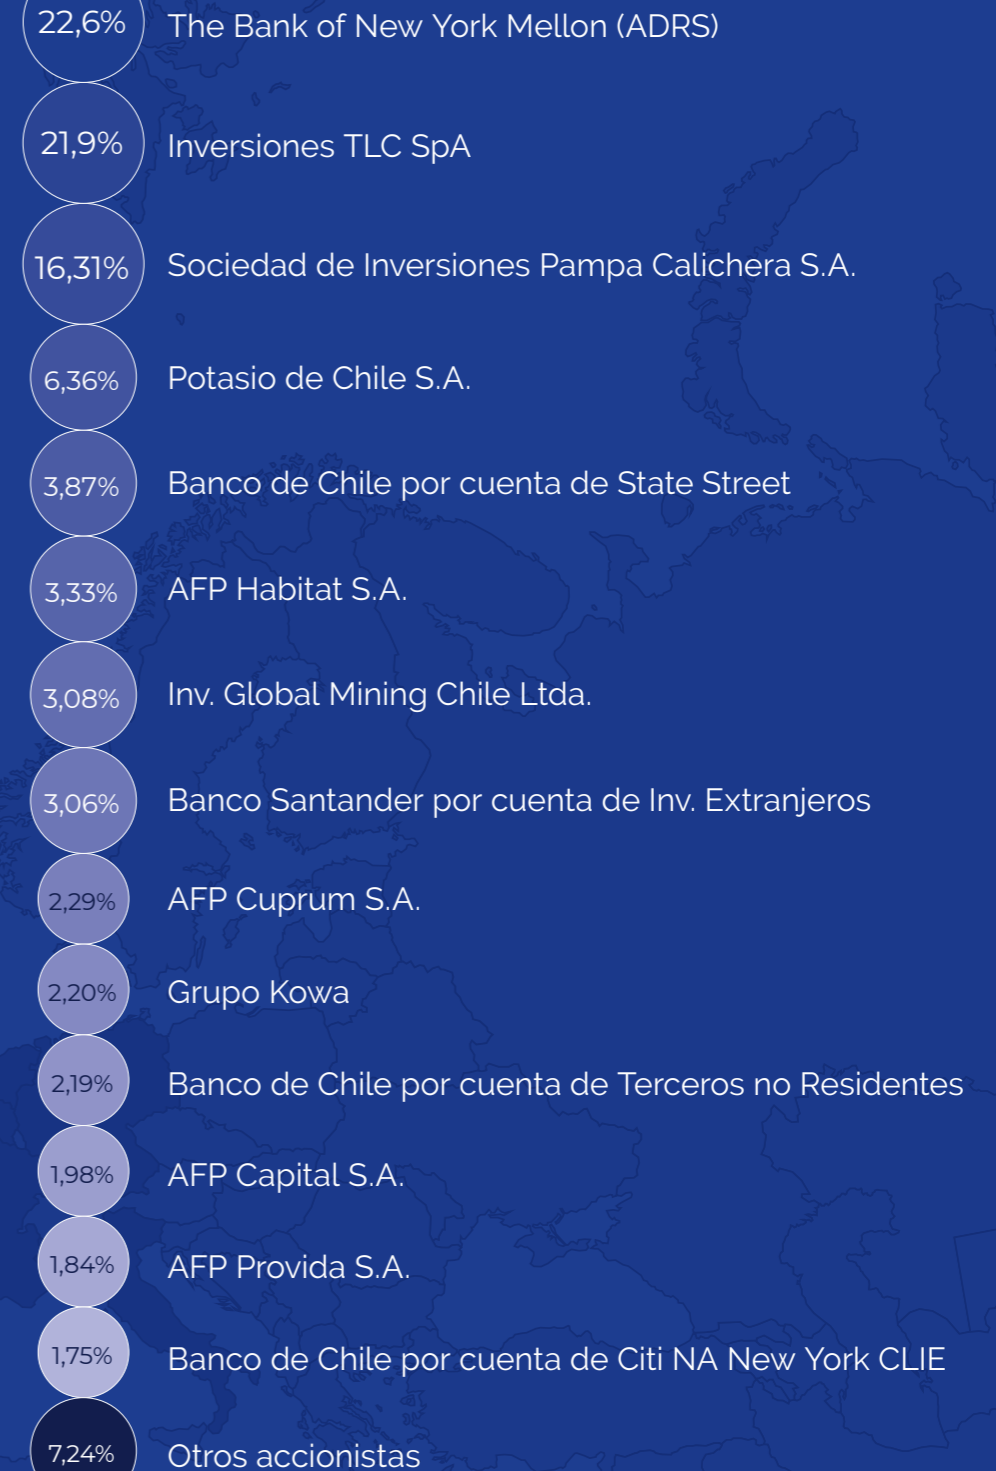 22,6% The Bank of New York Mellon (ADRS)
21,9% Inversiones TLC SpA
16,31% Sociedad de Inversiones Pampa Calichera S.A.
6,36% Potasio de Chile S.A.
3,87% Banco de Chile por cuenta de State Street
3,33% AFP Habitat S.A.
3,08% Inv. Global Mining Chile Ltda.
3,06% Banco Santander por cuenta de Inv. Extranjeros
2,29% AFP Cuprum S.A.
2,20% Grupo Kowa
2,19% Banco de Chile por cuenta de Terceros no Residentes
1,98% AFP Capital S.A.
1,84% AFP Provida S.A.
1,75% Banco de Chile por cuenta de Citi NA New York CLIE
7,24% Otros accionistas